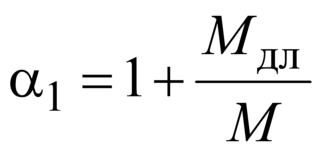 α₁ = 1 + Mдл / M